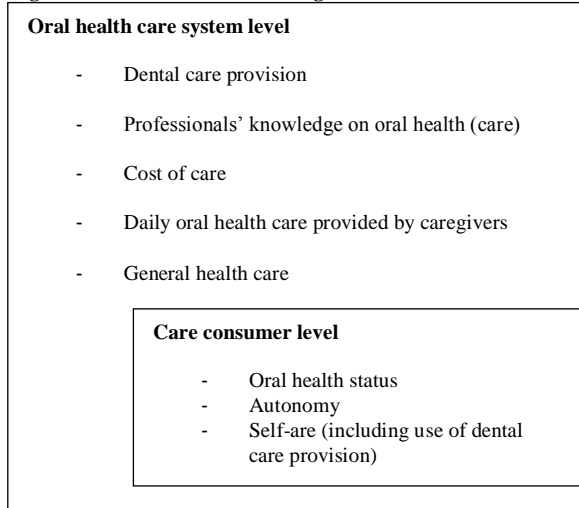 Oral health care system level
- Dental care provision
- Professionals' knowledge on oral health (care)
- Cost of care
- Daily oral health care provided by caregivers
- General health care
Care consumer level
- Oral health status
- Autonomy
- Self-are (including use of dental
care provision)